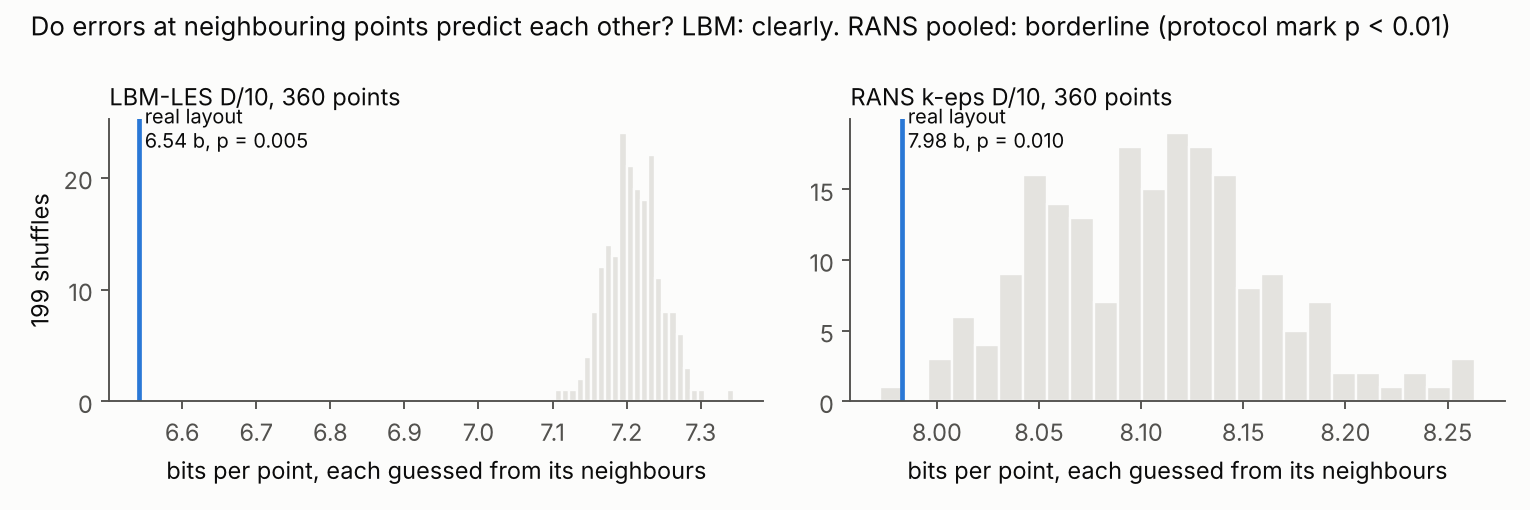 Do errors at neighbouring points predict each other? LBM: clearly. RANS pooled: borderline (protocol mark p < 0.01)
LBM-LES D/10, 360 points
real layout
6.54 b, p = 0.005
199 shuffles
20
10
0
6.6 6.7 6.8 6.9 7.0 7.1 7.2 7.3
bits per point, each guessed from its neighbours
RANS k-eps D/10, 360 points
real layout
7.98 b, p = 0.010
15
10
5
0
8.00 8.05 8.10 8.15 8.20 8.25
bits per point, each guessed from its neighbours